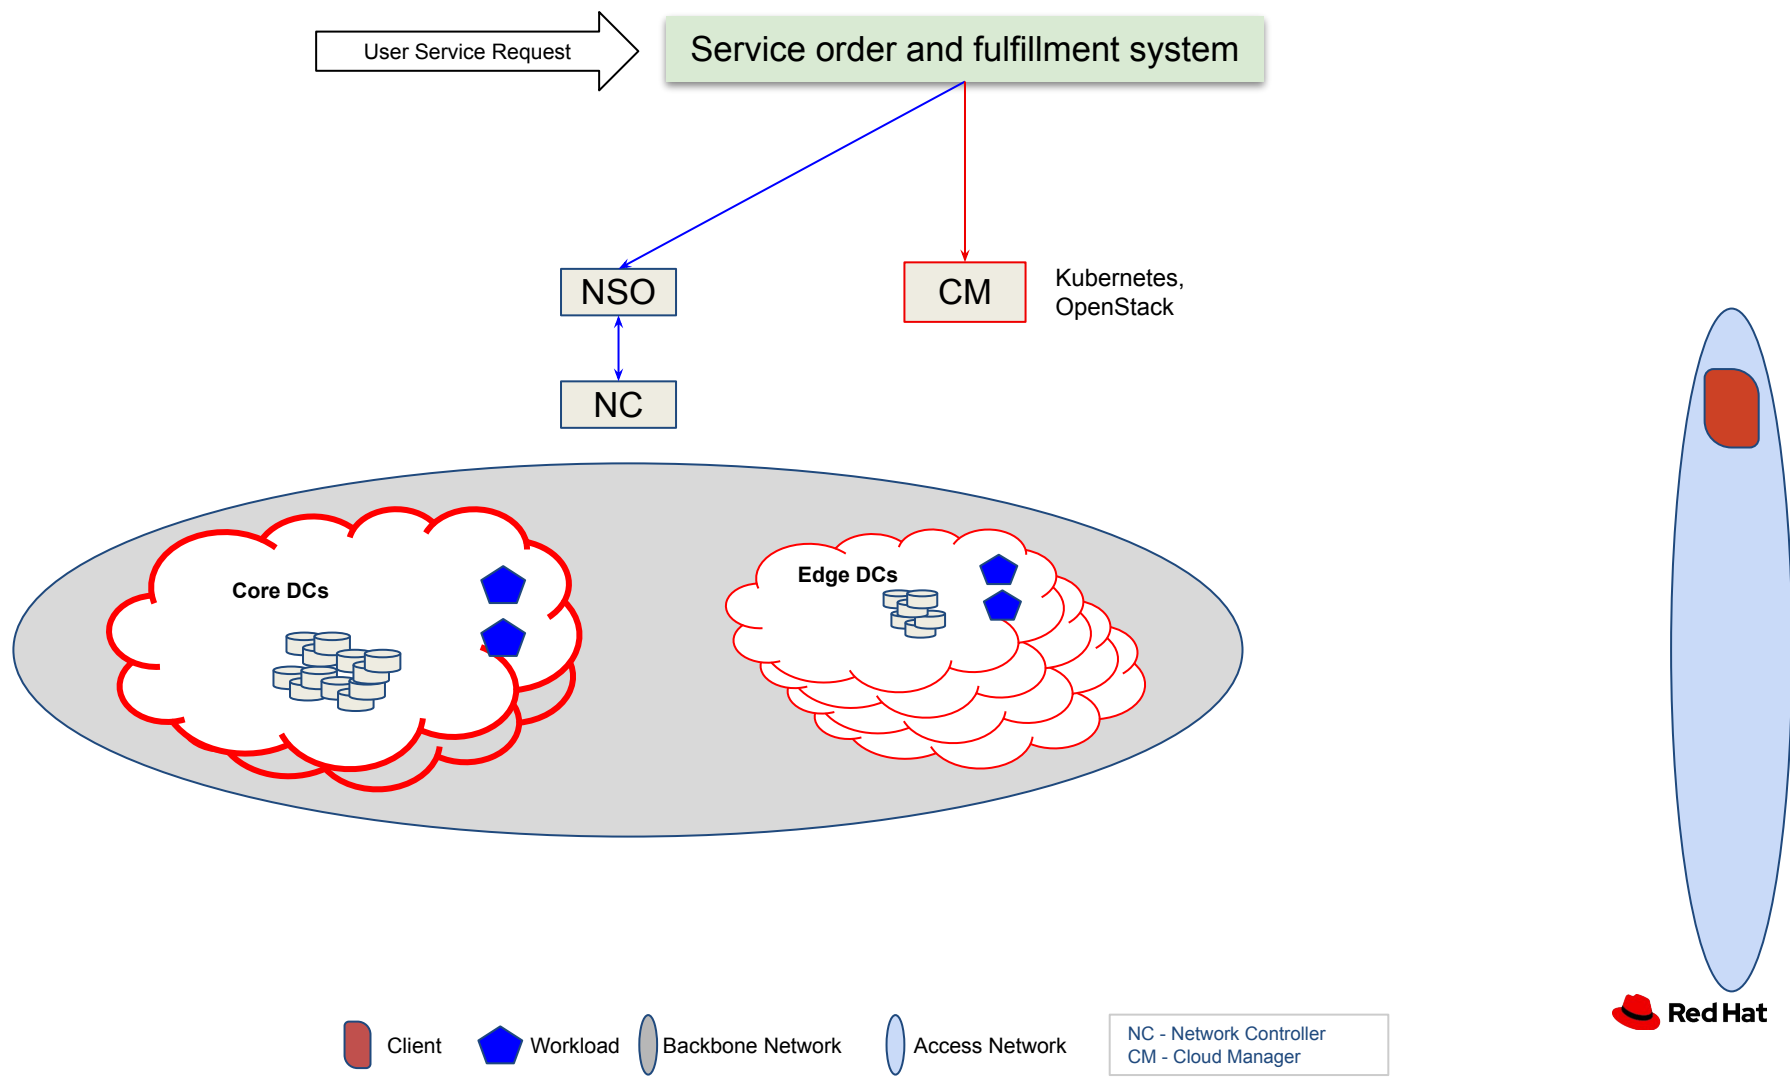 User Service Request
Service order and fulfillment system
NSO
CM
Kubernetes,
OpenStack
NC
Core DCs
Edge DCs
Client
Workload
Backbone Network
Access Network
NC - Network Controller
CM - Cloud Manager
Red Hat